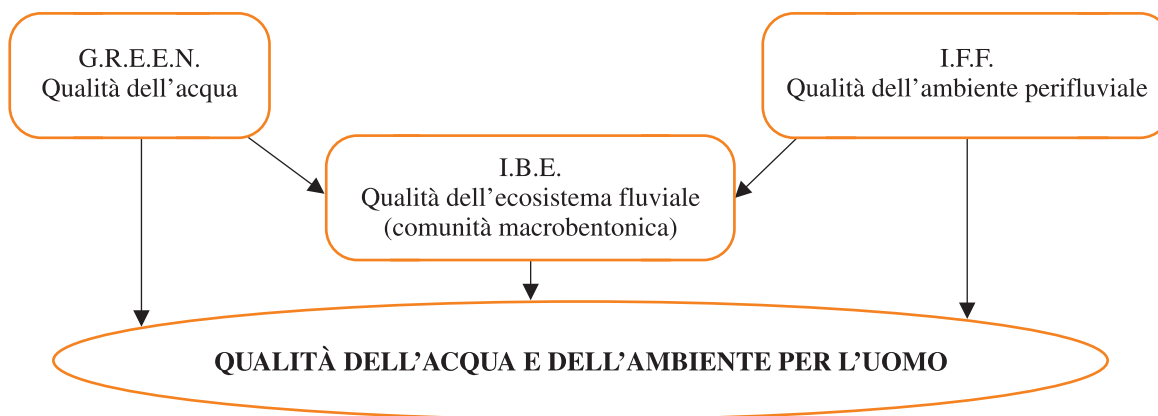 G.R.E.E.N.
Qualità dell’acqua
I.F.F.
Qualità dell’ambiente perifluviale
I.B.E.
Qualità dell’ecosistema fluviale
(comunità macrobentonica)
QUALITÀ DELL’ACQUA E DELL’AMBIENTE PER L’UOMO